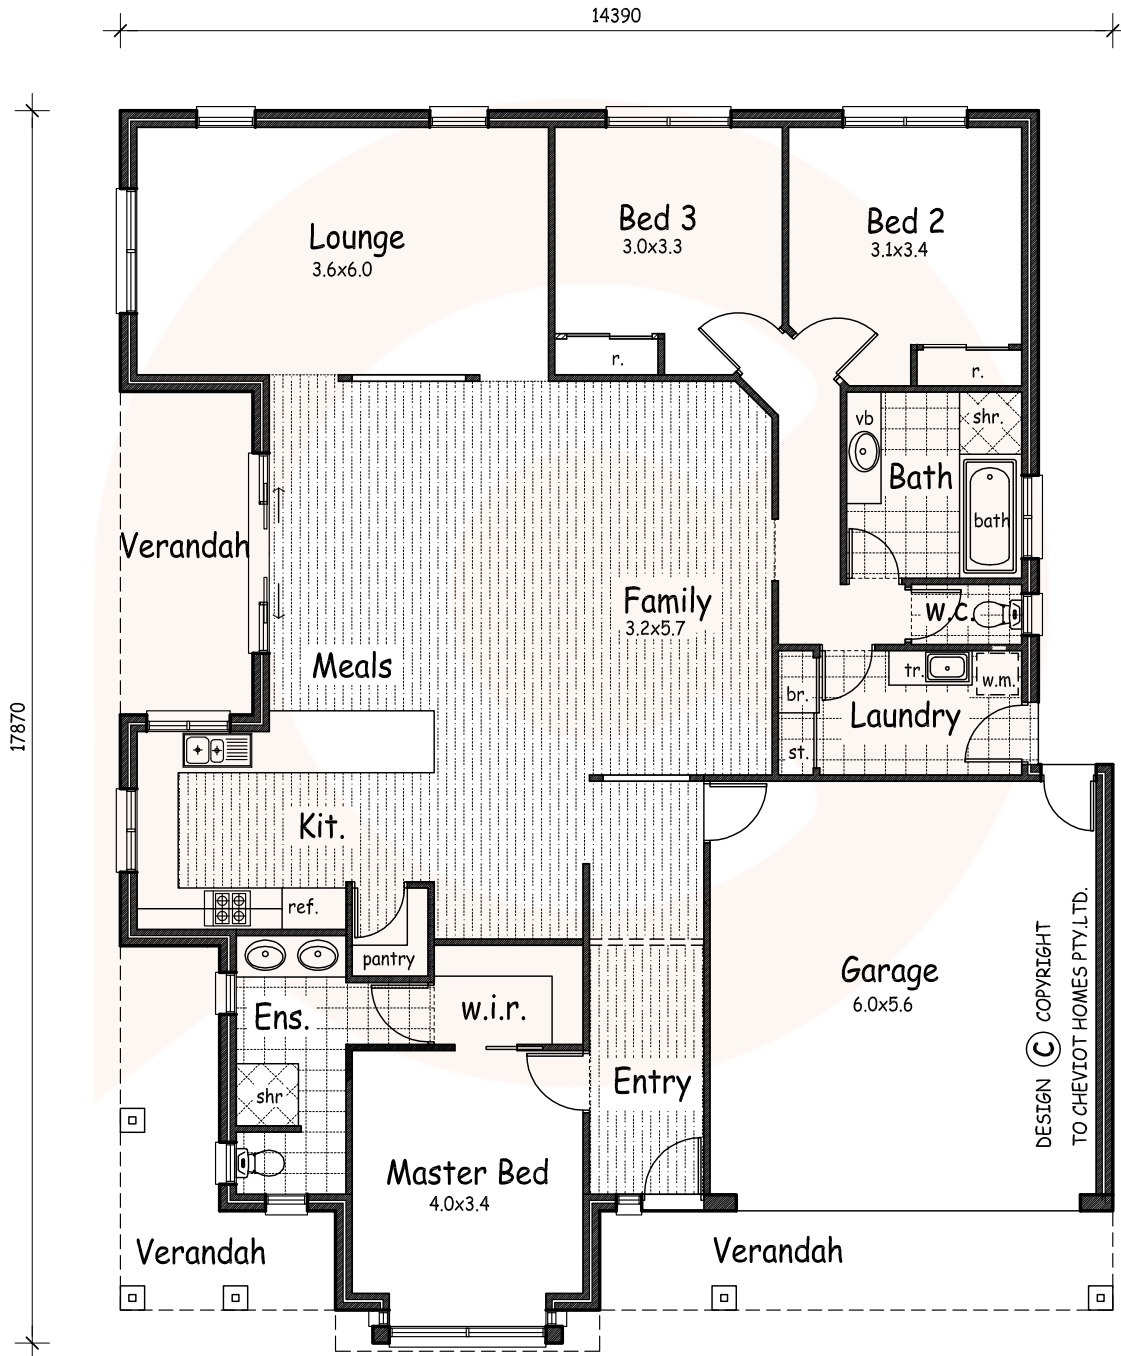 14390
17870
Lounge
3.6x6.0
Bed 3
3.0x3.3
Bed 2
3.1x3.4
r.
r.
vb
shr.
Bath
bath
Verandah
Family
3.2x5.7
w.c.
Meals
br.
tr.
w.m.
Laundry
st.
Kit.
ref.
pantry
Ens.
w.i.r.
Garage
6.0x5.6
DESIGN C COPYRIGHT
TO CHEVIOT HOMES PTY.LTD.
shr
Entry
Master Bed
4.0x3.4
Verandah
Verandah